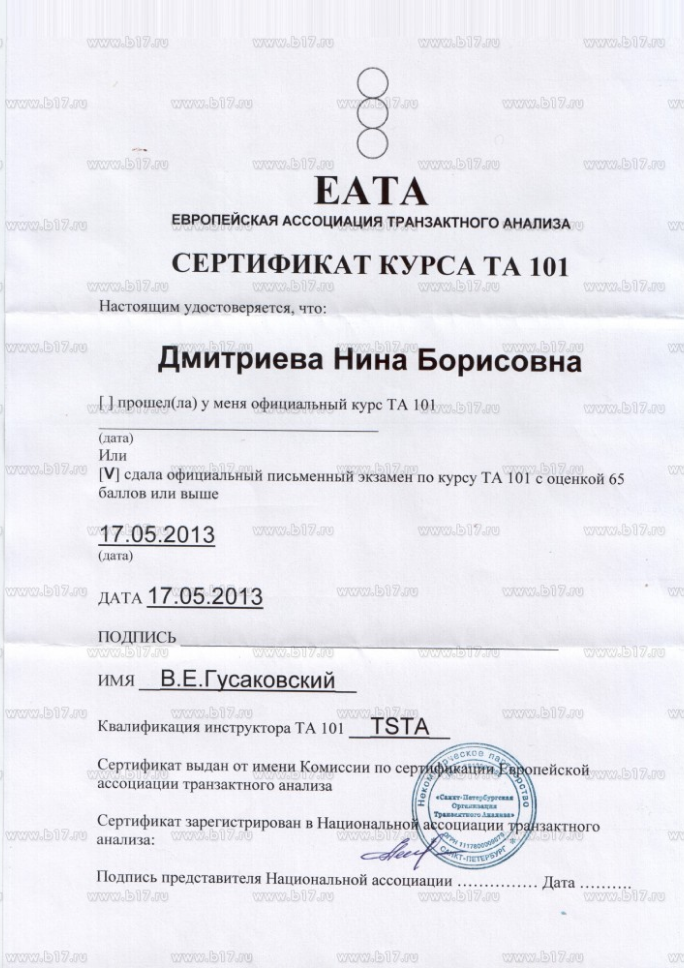 ЕАТА
ЕВРОПЕЙСКАЯ АССОЦИАЦИЯ ТРАНЗАКТНОГО АНАЛИЗА
СЕРТИФИКАТ КУРСА ТА 101
Настоящим удостоверяется, что:
Дмитриева Нина Борисовна
[ ] прошел(ла) у меня официальный курс ТА 101
(дата)
Или
[V] сдала официальный письменный экзамен по курсу ТА 101 с оценкой 65
баллов или выше
17.05.2013
(дата)
ДАТА 17.05.2013
ПОДПИСЬ
ИМЯ В.Е.Гусаковский
Квалификация инструктора ТА 101 TSTA
Сертификат выдан от имени Комиссии по сертификации Европейской
ассоциации транзактного анализа
Сертификат зарегистрирован в Национальной ассоциации транзактного
анализа:
Подпись представителя Национальной ассоциации …………… Дата ……….
Некоммерческое партнерство
«Санкт-Петербургская
Организация
Транзактного Анализа»
САНКТ-ПЕТЕРБУРГ
www.b17.ru